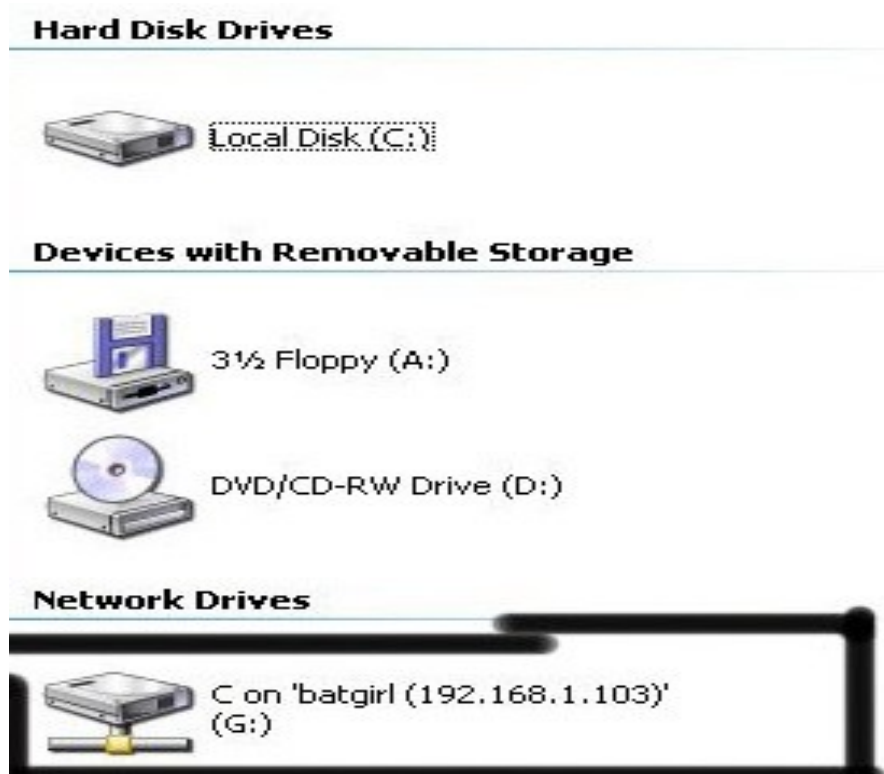 Hard Disk Drives
Local Disk (C:)
Devices with Removable Storage
3½ Floppy (A:)
DVD/CD-RW Drive (D:)
Network Drives
C on 'batgirl (192.168.1.103)'
(G:)